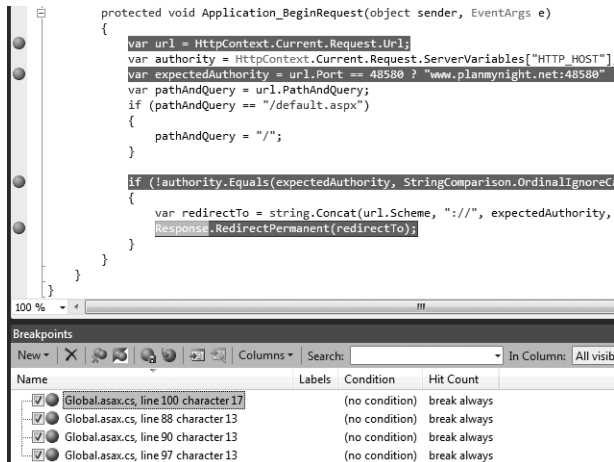 protected void Application_BeginRequest(object sender, EventArgs e)
{
var url = HttpContext.Current.Request.Url;
var authority = HttpContext.Current.Request.ServerVariables["HTTP_HOST"]
var expectedAuthority = url.Port == 48580 ? "www.planmynight.net:48580"
var pathAndQuery = url.PathAndQuery;
if (pathAndQuery == "/default.aspx")
{
pathAndQuery = "/";
}
if (!authority.Equals(expectedAuthority, StringComparison.OrdinalIgnoreCa
{
var redirectTo = string.Concat(url.Scheme, "://", expectedAuthority,
Response.RedirectPermanent(redirectTo);
}
}
}
}
100 %
Breakpoints
New Columns Search: In Column: All visib
Name Labels Condition Hit Count
Global.asax.cs, line 100 character 17 (no condition) break always
Global.asax.cs, line 88 character 13 (no condition) break always
Global.asax.cs, line 90 character 13 (no condition) break always
Global.asax.cs, line 97 character 13 (no condition) break always